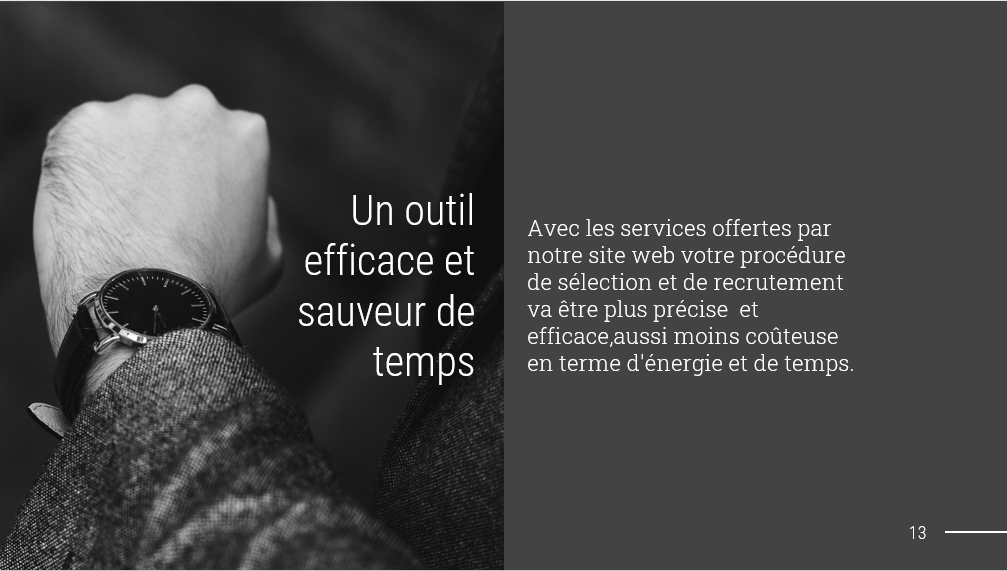 Un outil
efficace et
sauveur de
temps
Avec les services offertes par
notre site web votre procédure
de sélection et de recrutement
va être plus précise  et
efficace,aussi moins coûteuse
en terme d'énergie et de temps.
13